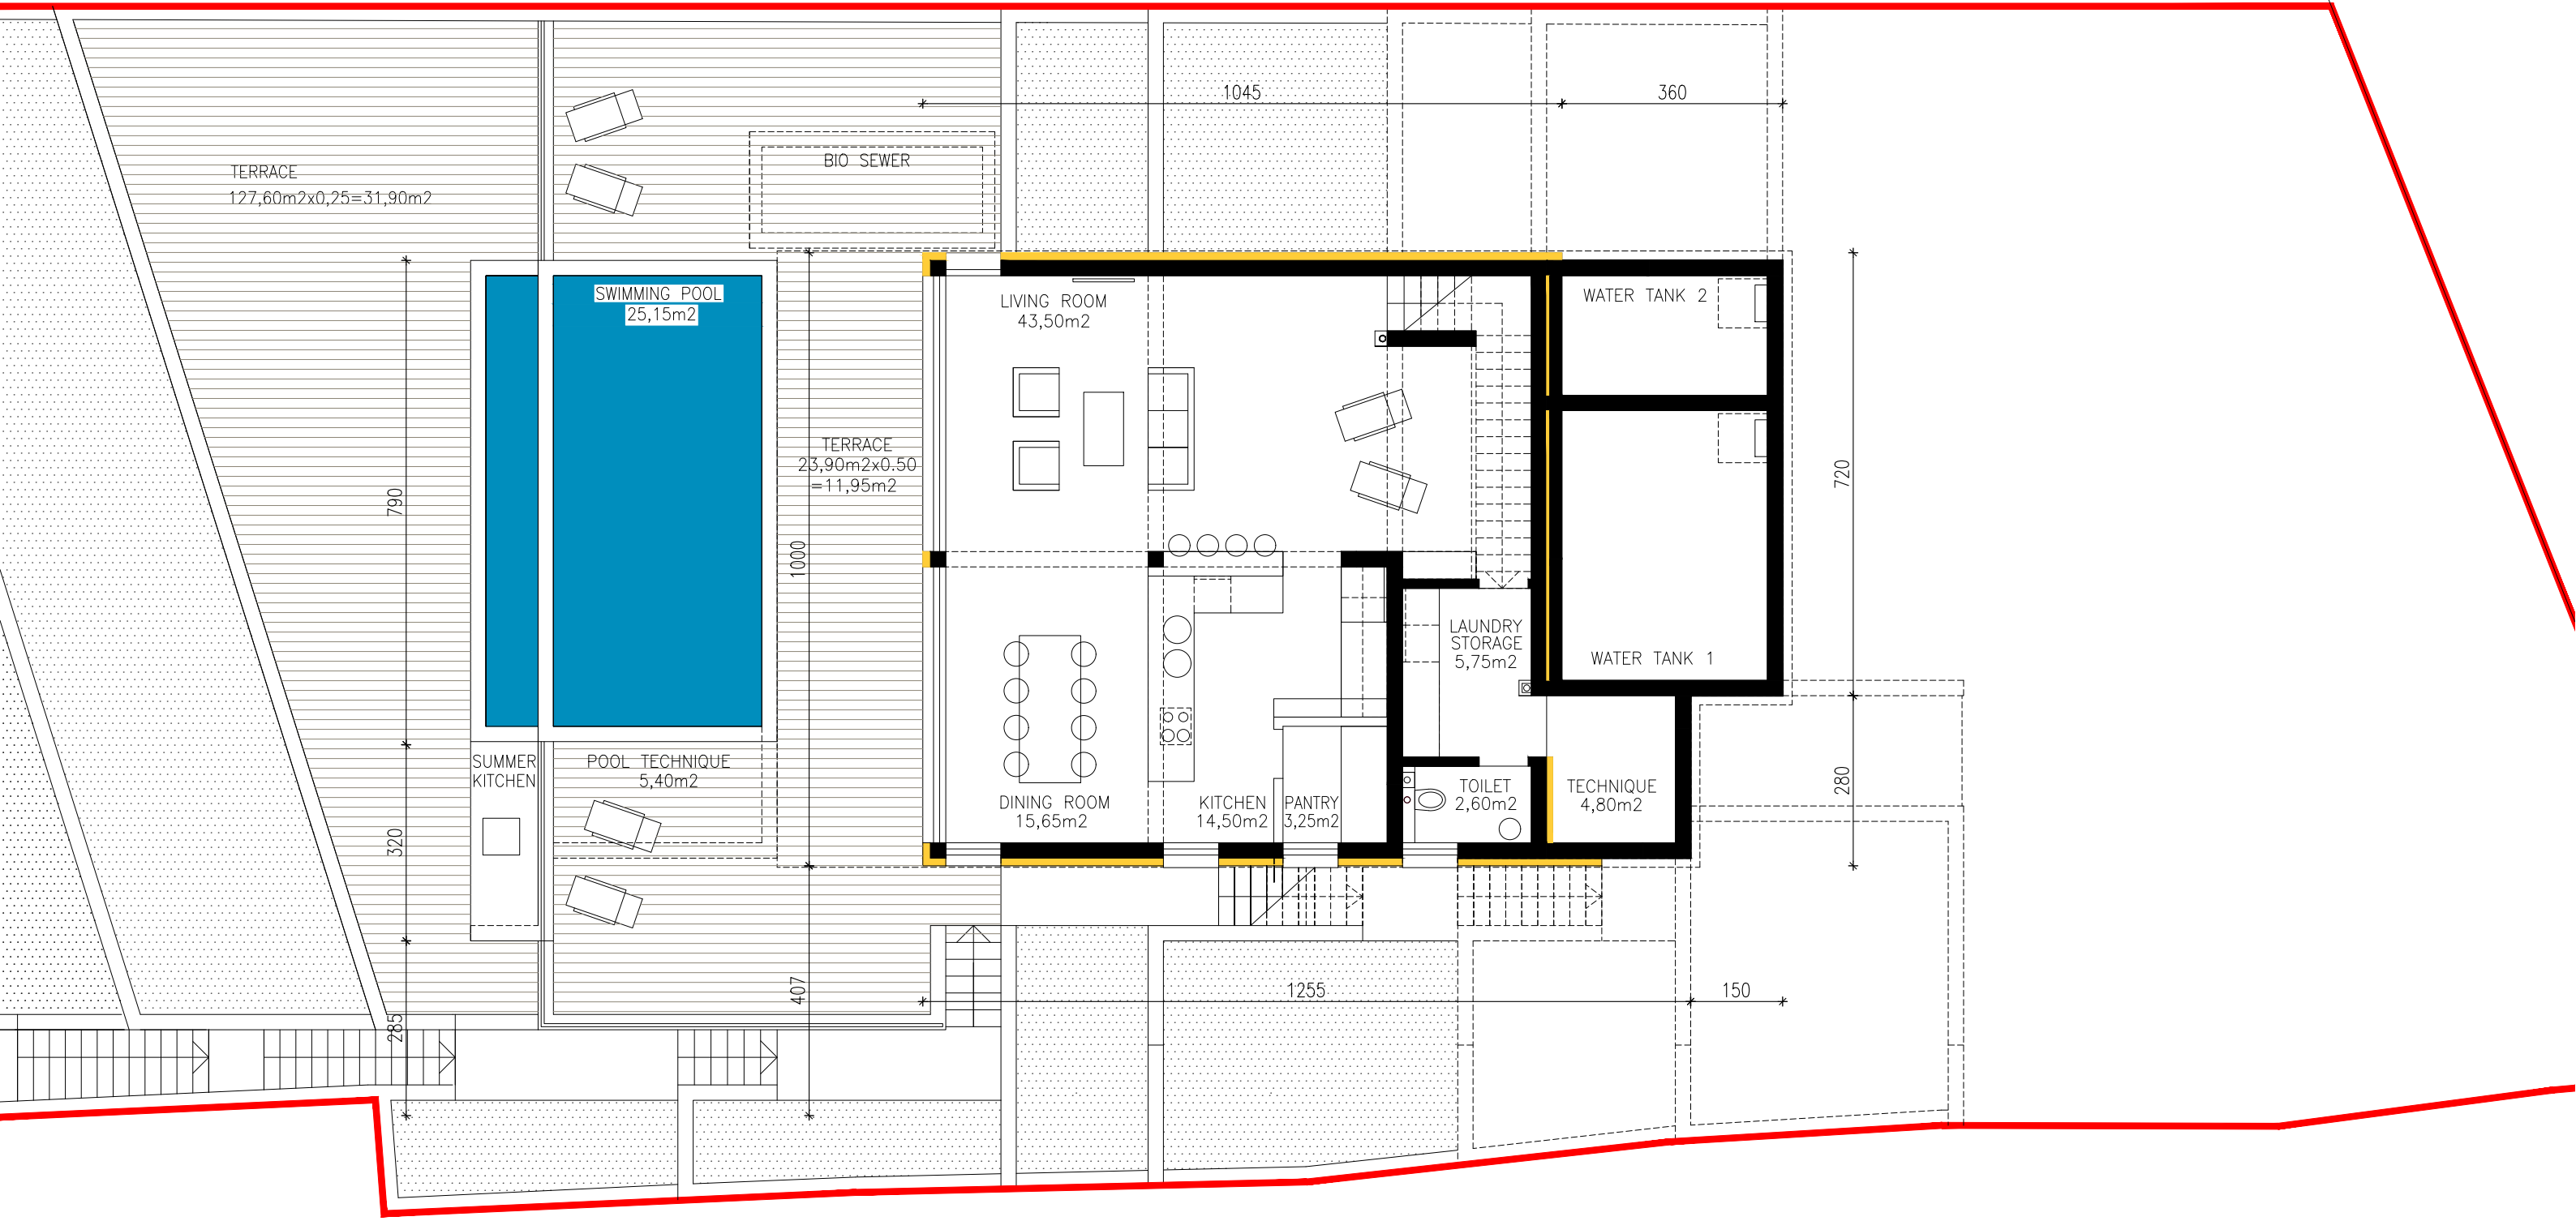 1045
360
BIO SEWER
TERRACE
127,60m2x0,25=31,90m2
SWIMMING POOL
25,15m2
LIVING ROOM
43,50m2
WATER TANK 2
TERRACE
23,90m2x0.50
=11,95m2
790
720
1000
LAUNDRY
STORAGE
5,75m2
WATER TANK 1
SUMMER
KITCHEN
POOL TECHNIQUE
5,40m2
DINING ROOM
15,65m2
KITCHEN
14,50m2
PANTRY
3,25m2
TOILET
2,60m2
TECHNIQUE
4,80m2
280
320
407
1255
150
285